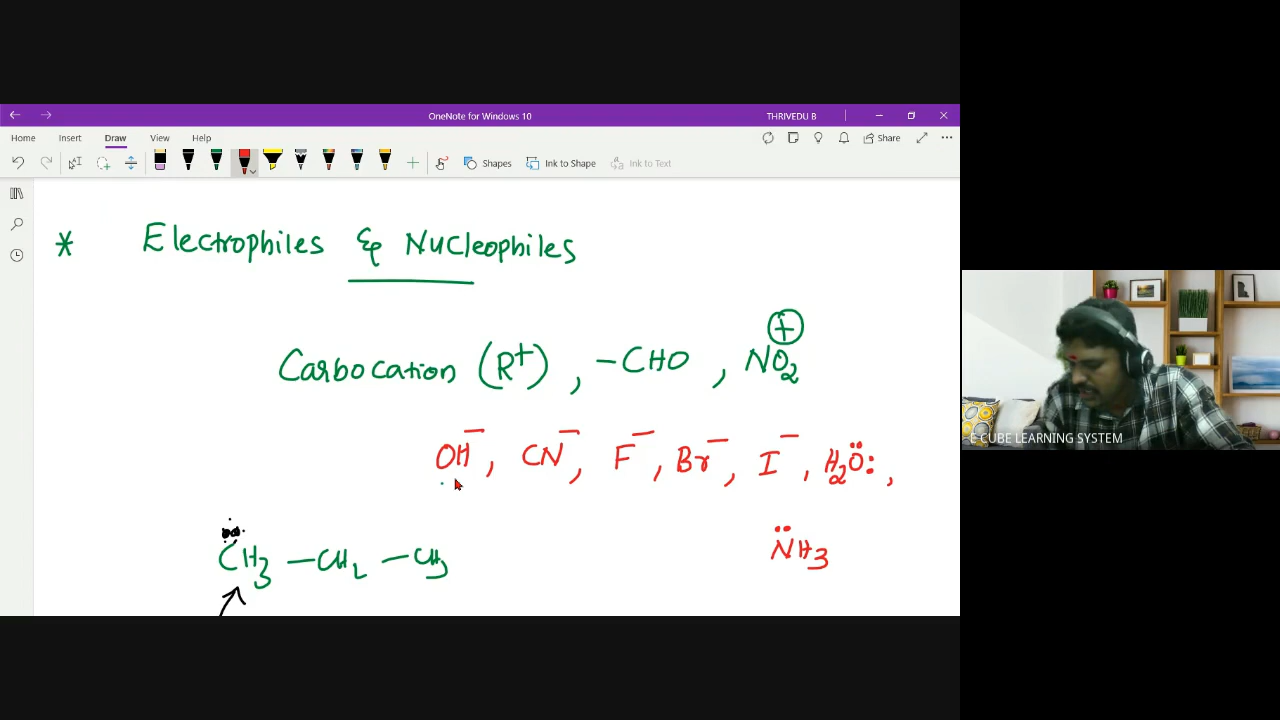 OneNote for Windows 10
THRIVEDU B
Home Insert Draw View Help
Share
Shapes Ink to Shape Ink to Text
* Electrophiles & Nucleophiles
Carbocation (R⁺), –CHO, NO₂⊕
OH⁻, CN⁻, F⁻, Br⁻, I⁻, H₂Ö:,
N̈H₃
CH₃ – CH₂ – CH₃
E CUBE LEARNING SYSTEM